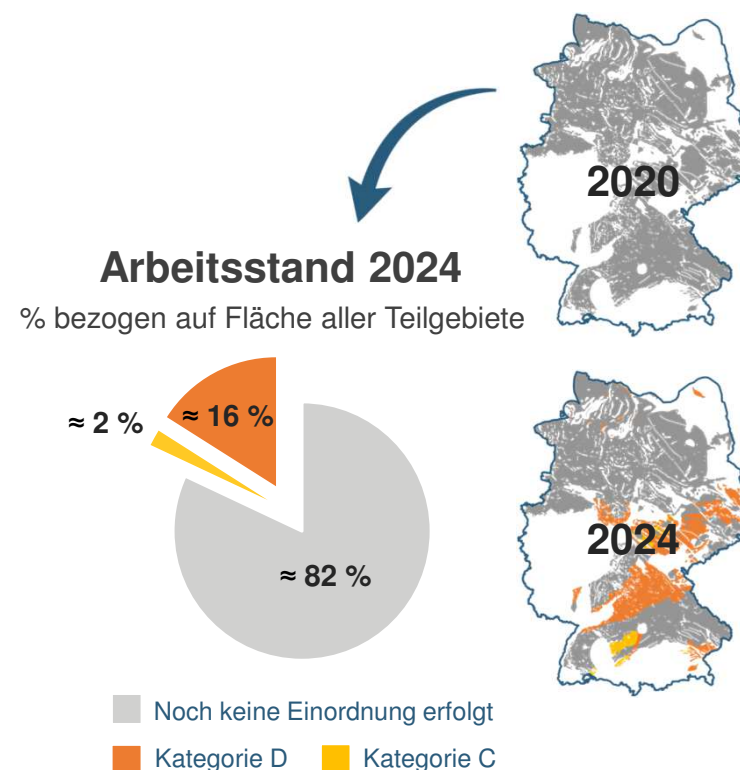 2020
Arbeitsstand 2024
% bezogen auf Fläche aller Teilgebiete
≈ 2 %
≈ 16 %
≈ 82 %
2024
Noch keine Einordnung erfolgt
Kategorie D
Kategorie C